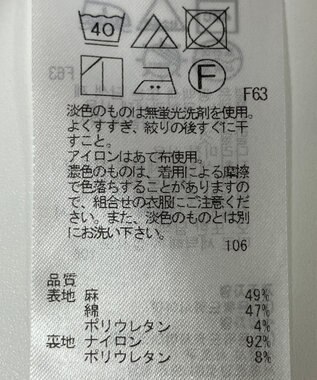 40
F
F63
淡色のものは無蛍光洗剤を使用。
よくすすぎ、絞りの後すぐに干
すこと。
アイロンはあて布使用。
濃色のものは、着用による摩擦
で色落ちすることがありますの
で、組合せの衣服にご注意くだ
さい。また、淡色のものとは別
にお洗い下さい。
106
品質
表地 麻 49%
綿 47%
ポリウレタン 4%
裏地 ナイロン 92%
ポリウレタン 8%